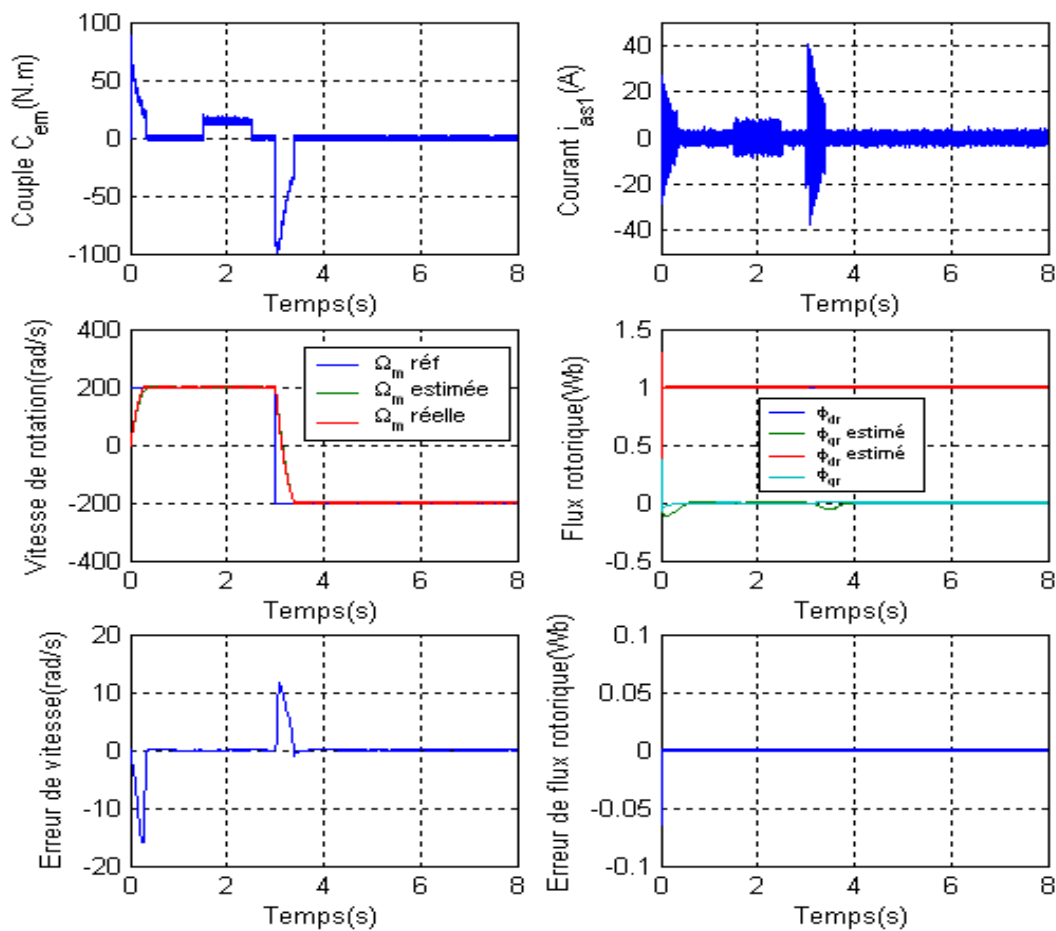 Couple C_em(N.m)
100
50
0
-50
-100
0 2 4 6 8
Temps(s)
Courant i_as1(A)
40
20
0
-20
-40
0 2 4 6 8
Temp(s)
Vitesse de rotation(rad/s)
400
200
0
-200
-400
Ω_m réf
Ω_m estimée
Ω_m réelle
0 2 4 6 8
Temps(s)
Flux rotorique(Wb)
1.5
1
0.5
0
-0.5
ϕ_dr
ϕ_qr estimé
ϕ_dr estimé
ϕ_qr
0 2 4 6 8
Temps(s)
Erreur de vitesse(rad/s)
20
10
0
-10
-20
0 2 4 6 8
Temps(s)
Erreur de flux rotorique(Wb)
0.1
0.05
0
-0.05
-0.1
0 2 4 6 8
Temps(s)